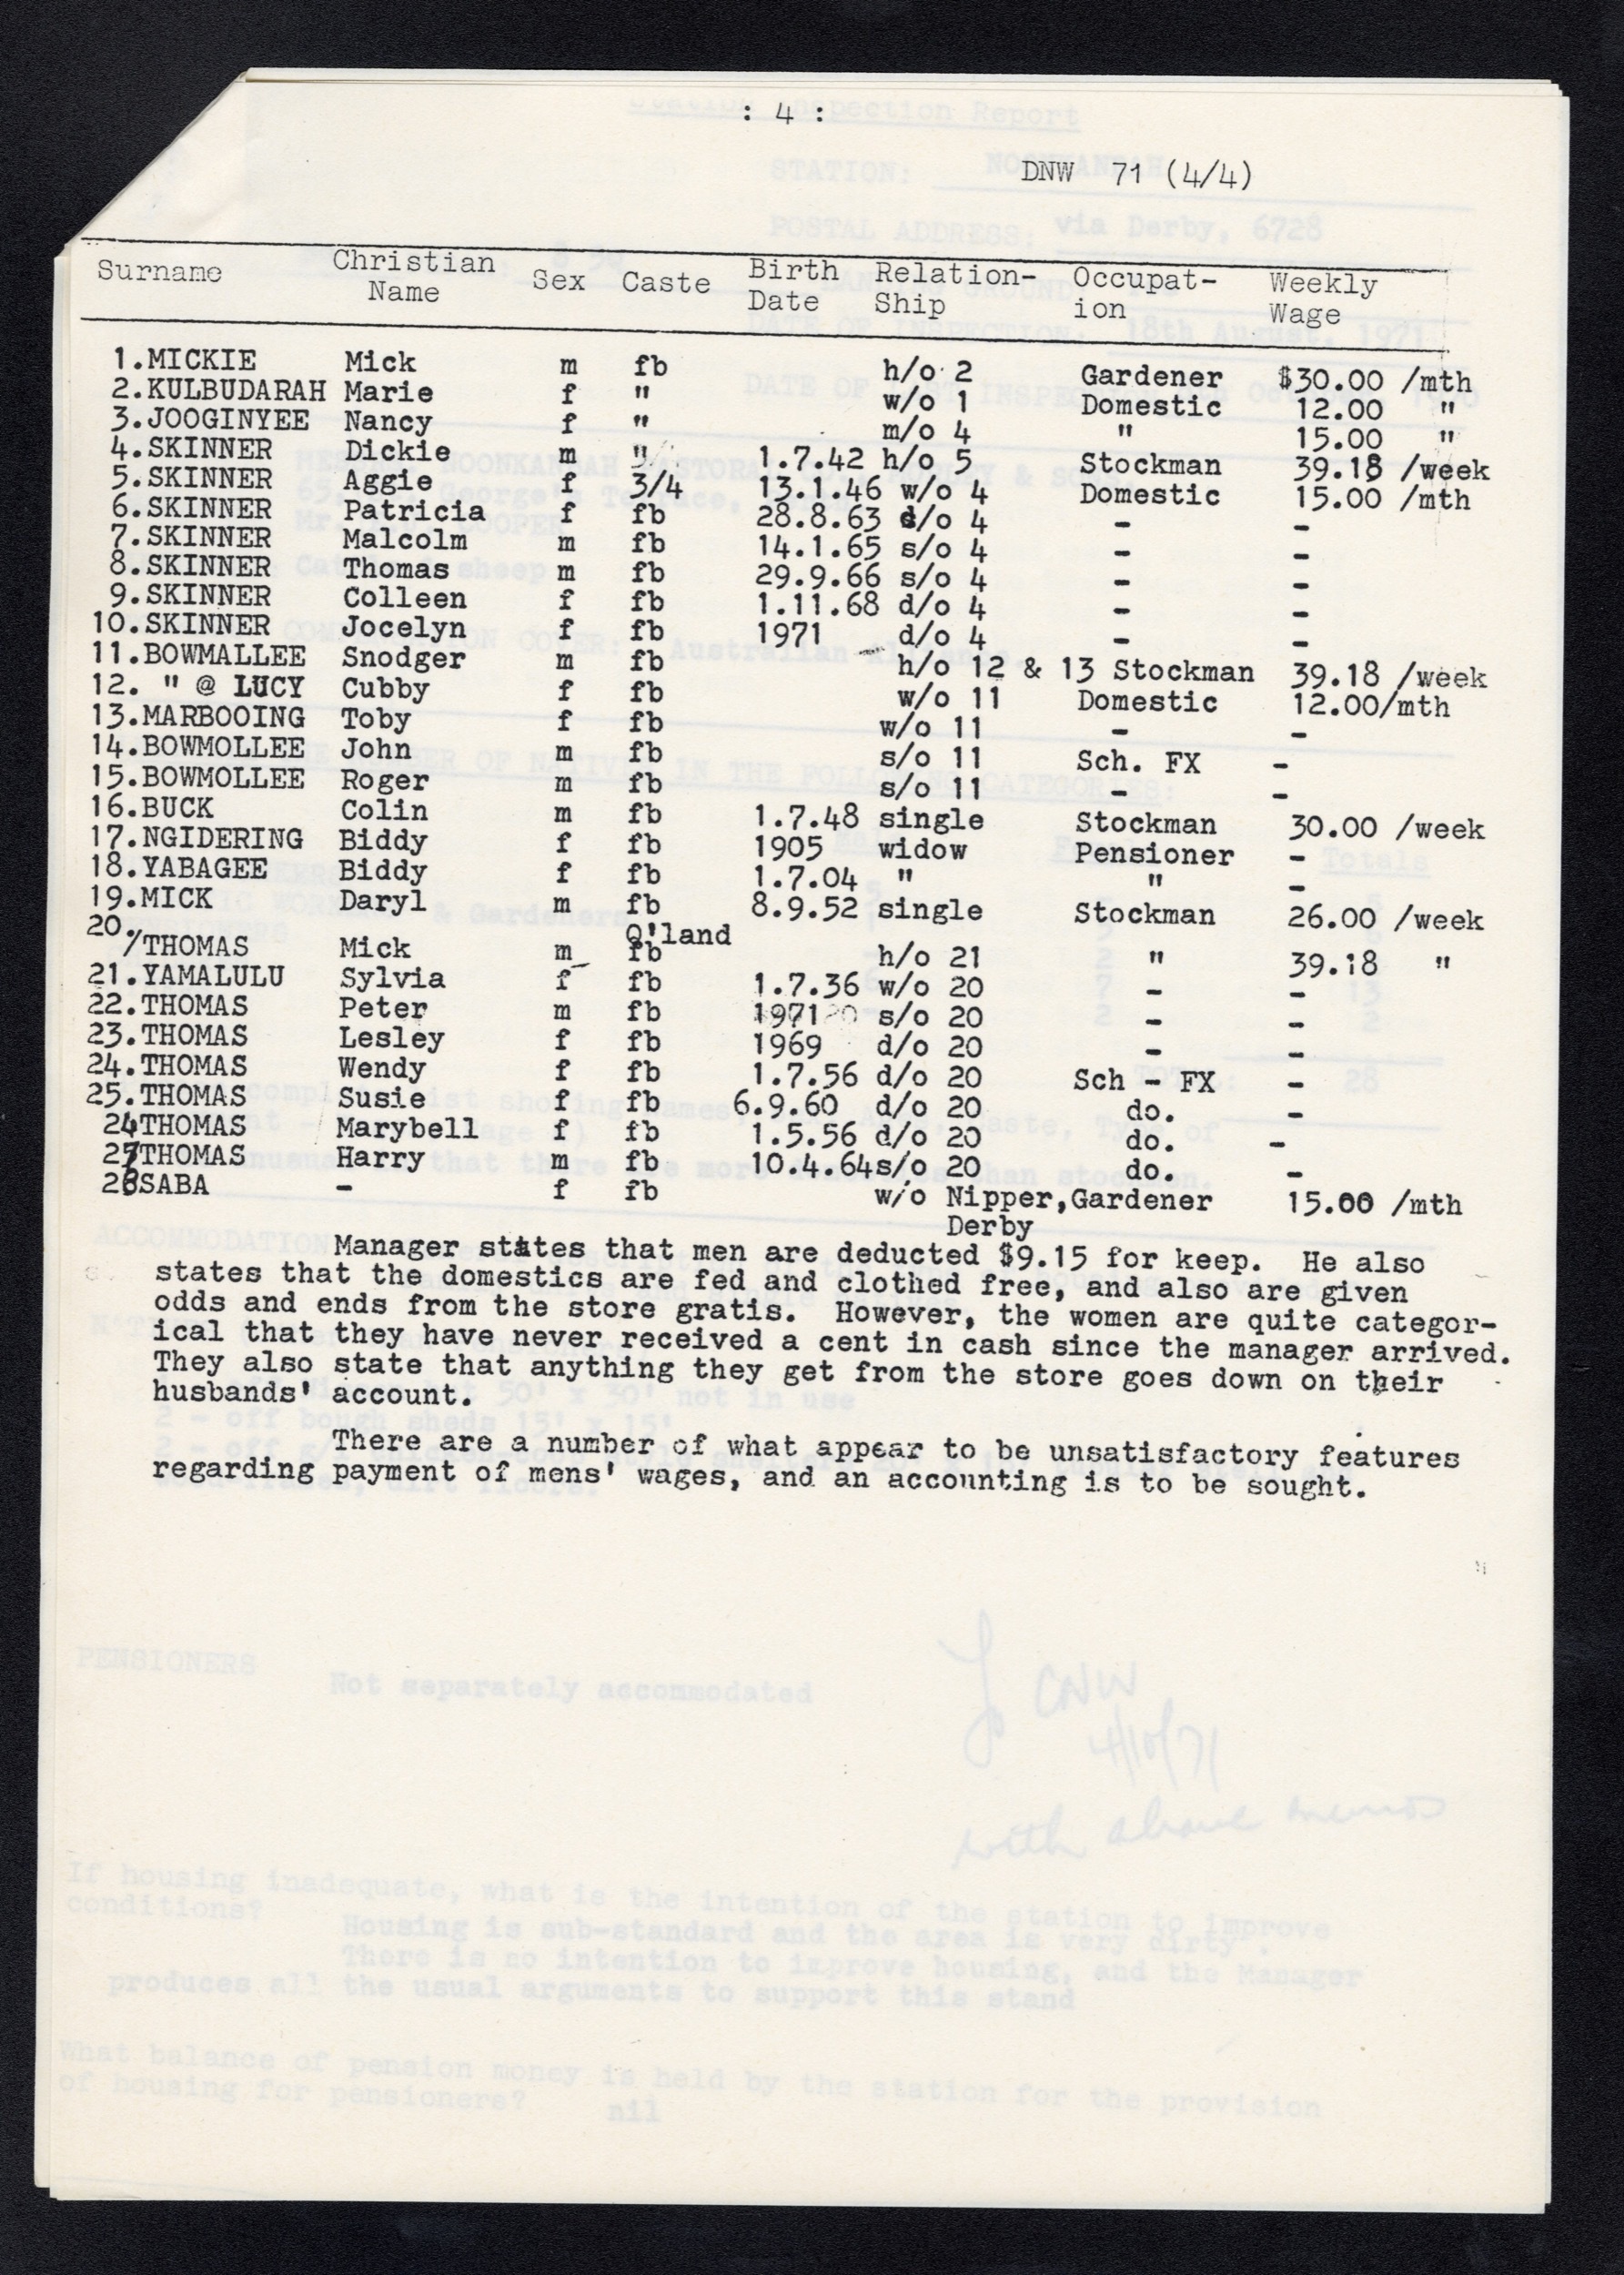 : 4 :
DNW 71 (4/4)
Surname Christian Name Sex Caste Birth Date Relation-Ship Occupat-ion Weekly Wage
1.MICKIE Mick m fb h/o 2 Gardener $30.00 /mth
2.KULBUDARAH Marie f " w/o 1 Domestic 12.00 "
3.JOOGINYEE Nancy f " m/o 4 " 15.00 "
4.SKINNER Dickie m " 1.7.42 h/o 5 Stockman 39.18 /week
5.SKINNER Aggie f 3/4 13.1.46 w/o 4 Domestic 15.00 /mth
6.SKINNER Patricia f fb 28.8.63 d/o 4 - -
7.SKINNER Malcolm m fb 14.1.65 s/o 4 - -
8.SKINNER Thomas m fb 29.9.66 s/o 4 - -
9.SKINNER Colleen f fb 1.11.68 d/o 4 - -
10.SKINNER Jocelyn f fb 1971 d/o 4 - -
11.BOWMALLEE Snodger m fb h/o 12 & 13 Stockman 39.18 /week
12. " @ LUCY Cubby f fb w/o 11 Domestic 12.00/mth
13.MARBOOING Toby f fb w/o 11 - -
14.BOWMOLLEE John m fb s/o 11 Sch. FX -
15.BOWMOLLEE Roger m fb s/o 11 - -
16.BUCK Colin m fb 1.7.48 single Stockman 30.00 /week
17.NGIDERING Biddy f fb 1905 widow Pensioner -
18.YABAGEE Biddy f fb 1.7.04 " " -
19.MICK Daryl m fb 8.9.52 single Stockman 26.00 /week
20. Q'land
/THOMAS Mick m fb h/o 21 " 39.18 "
21.YAMALULU Sylvia f fb 1.7.36 w/o 20 - -
22.THOMAS Peter m fb 1971 s/o 20 - -
23.THOMAS Lesley f fb 1969 d/o 20 - -
24.THOMAS Wendy f fb 1.7.56 d/o 20 Sch - FX -
25.THOMAS Susie f fb 6.9.60 d/o 20 do. -
24THOMAS Marybell f fb 1.5.56 d/o 20 do. -
27THOMAS Harry m fb 10.4.64s/o 20 do. -
28SABA - f fb w/o Nipper,Gardener 15.00 /mth
Derby
Manager states that men are deducted $9.15 for keep. He also
states that the domestics are fed and clothed free, and also are given
odds and ends from the store gratis. However, the women are quite categor-
ical that they have never received a cent in cash since the manager arrived.
They also state that anything they get from the store goes down on their
husbands' account.
There are a number of what appear to be unsatisfactory features
regarding payment of mens' wages, and an accounting is to be sought.